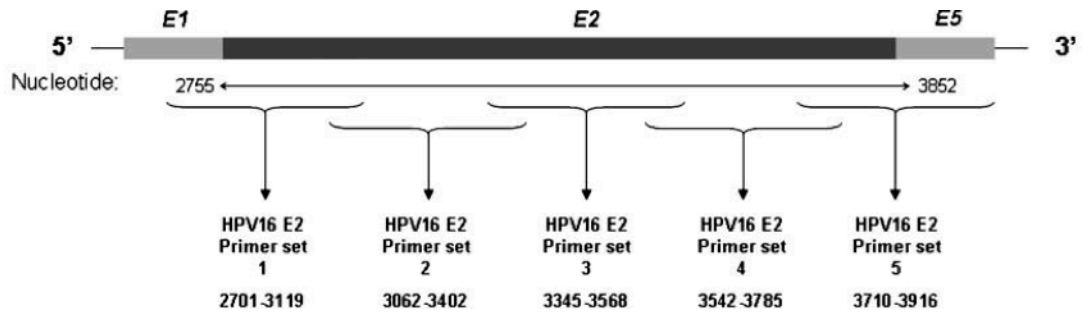 E1 E2 E5
5’ 3’
Nucleotide: 2755 3852
HPV16 E2 Primer set 1
2701-3119
HPV16 E2 Primer set 2
3062-3402
HPV16 E2 Primer set 3
3345-3568
HPV16 E2 Primer set 4
3542-3785
HPV16 E2 Primer set 5
3710-3916